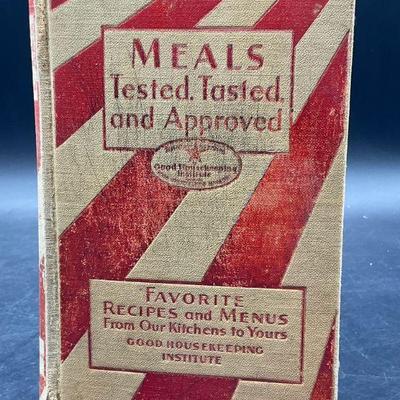 MEALS
Tested, Tasted,
and Approved
Good Housekeeping
Institute
FAVORITE
RECIPES and MENUS
From Our Kitchens to Yours
GOOD HOUSEKEEPING
INSTITUTE